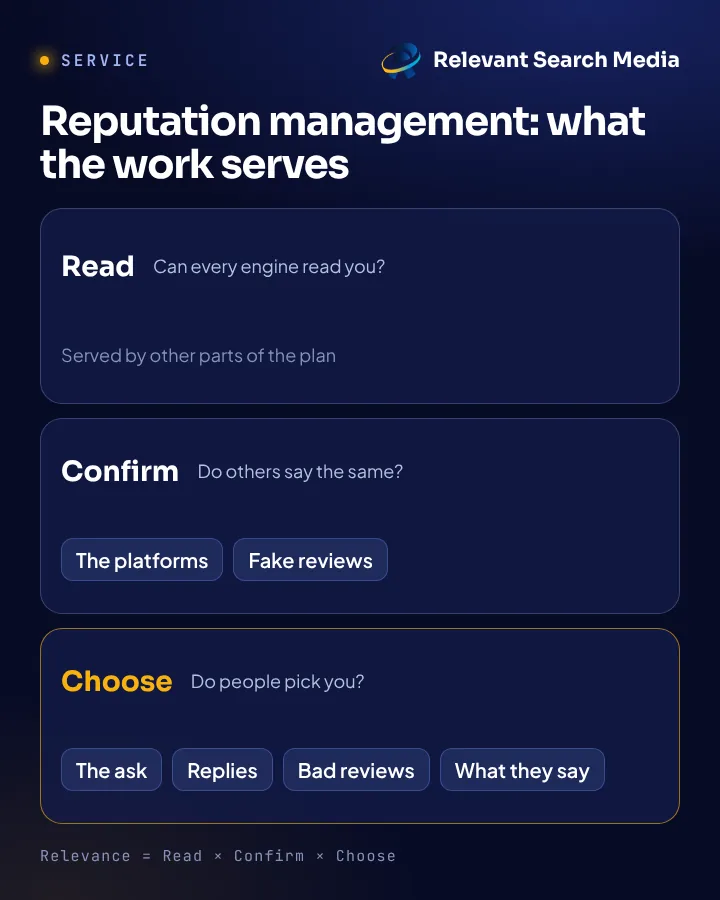 SERVICE
Relevant Search Media
Reputation management: what
the work serves
Read Can every engine read you?
Served by other parts of the plan
Confirm Do others say the same?
The platforms Fake reviews
Choose Do people pick you?
The ask Replies Bad reviews What they say
Relevance = Read × Confirm × Choose